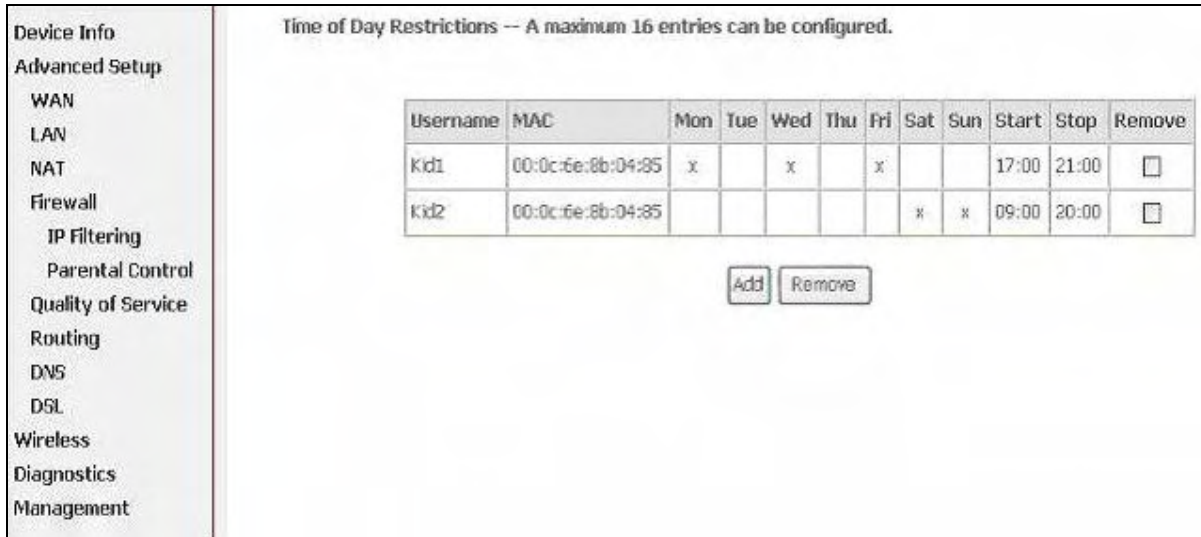 Device Info
Advanced Setup
WAN
LAN
NAT
Firewall
IP Filtering
Parental Control
Quality of Service
Routing
DNS
DSL
Wireless
Diagnostics
Management
Time of Day Restrictions -- A maximum 16 entries can be configured.
Username MAC Mon Tue Wed Thu Fri Sat Sun Start Stop Remove
Kid1 00:0c:6e:8b:04:85 x x x 17:00 21:00
Kid2 00:0c:6e:8b:04:85 x x 09:00 20:00
Add Remove